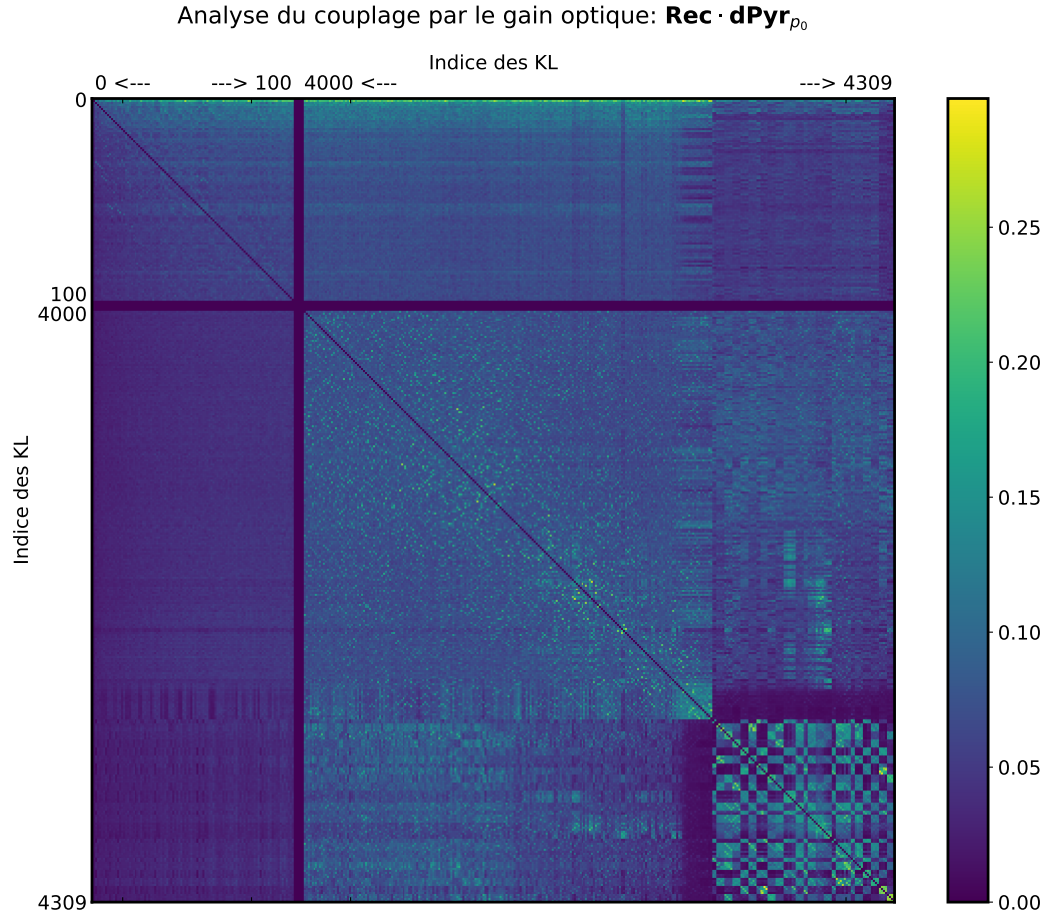 Analyse du couplage par le gain optique: Rec · dPyr_{p_0}
Indice des KL
0 <--- ---> 100 4000 <--- ---> 4309
0
100
4000
4309
Indice des KL
0.25
0.20
0.15
0.10
0.05
0.00